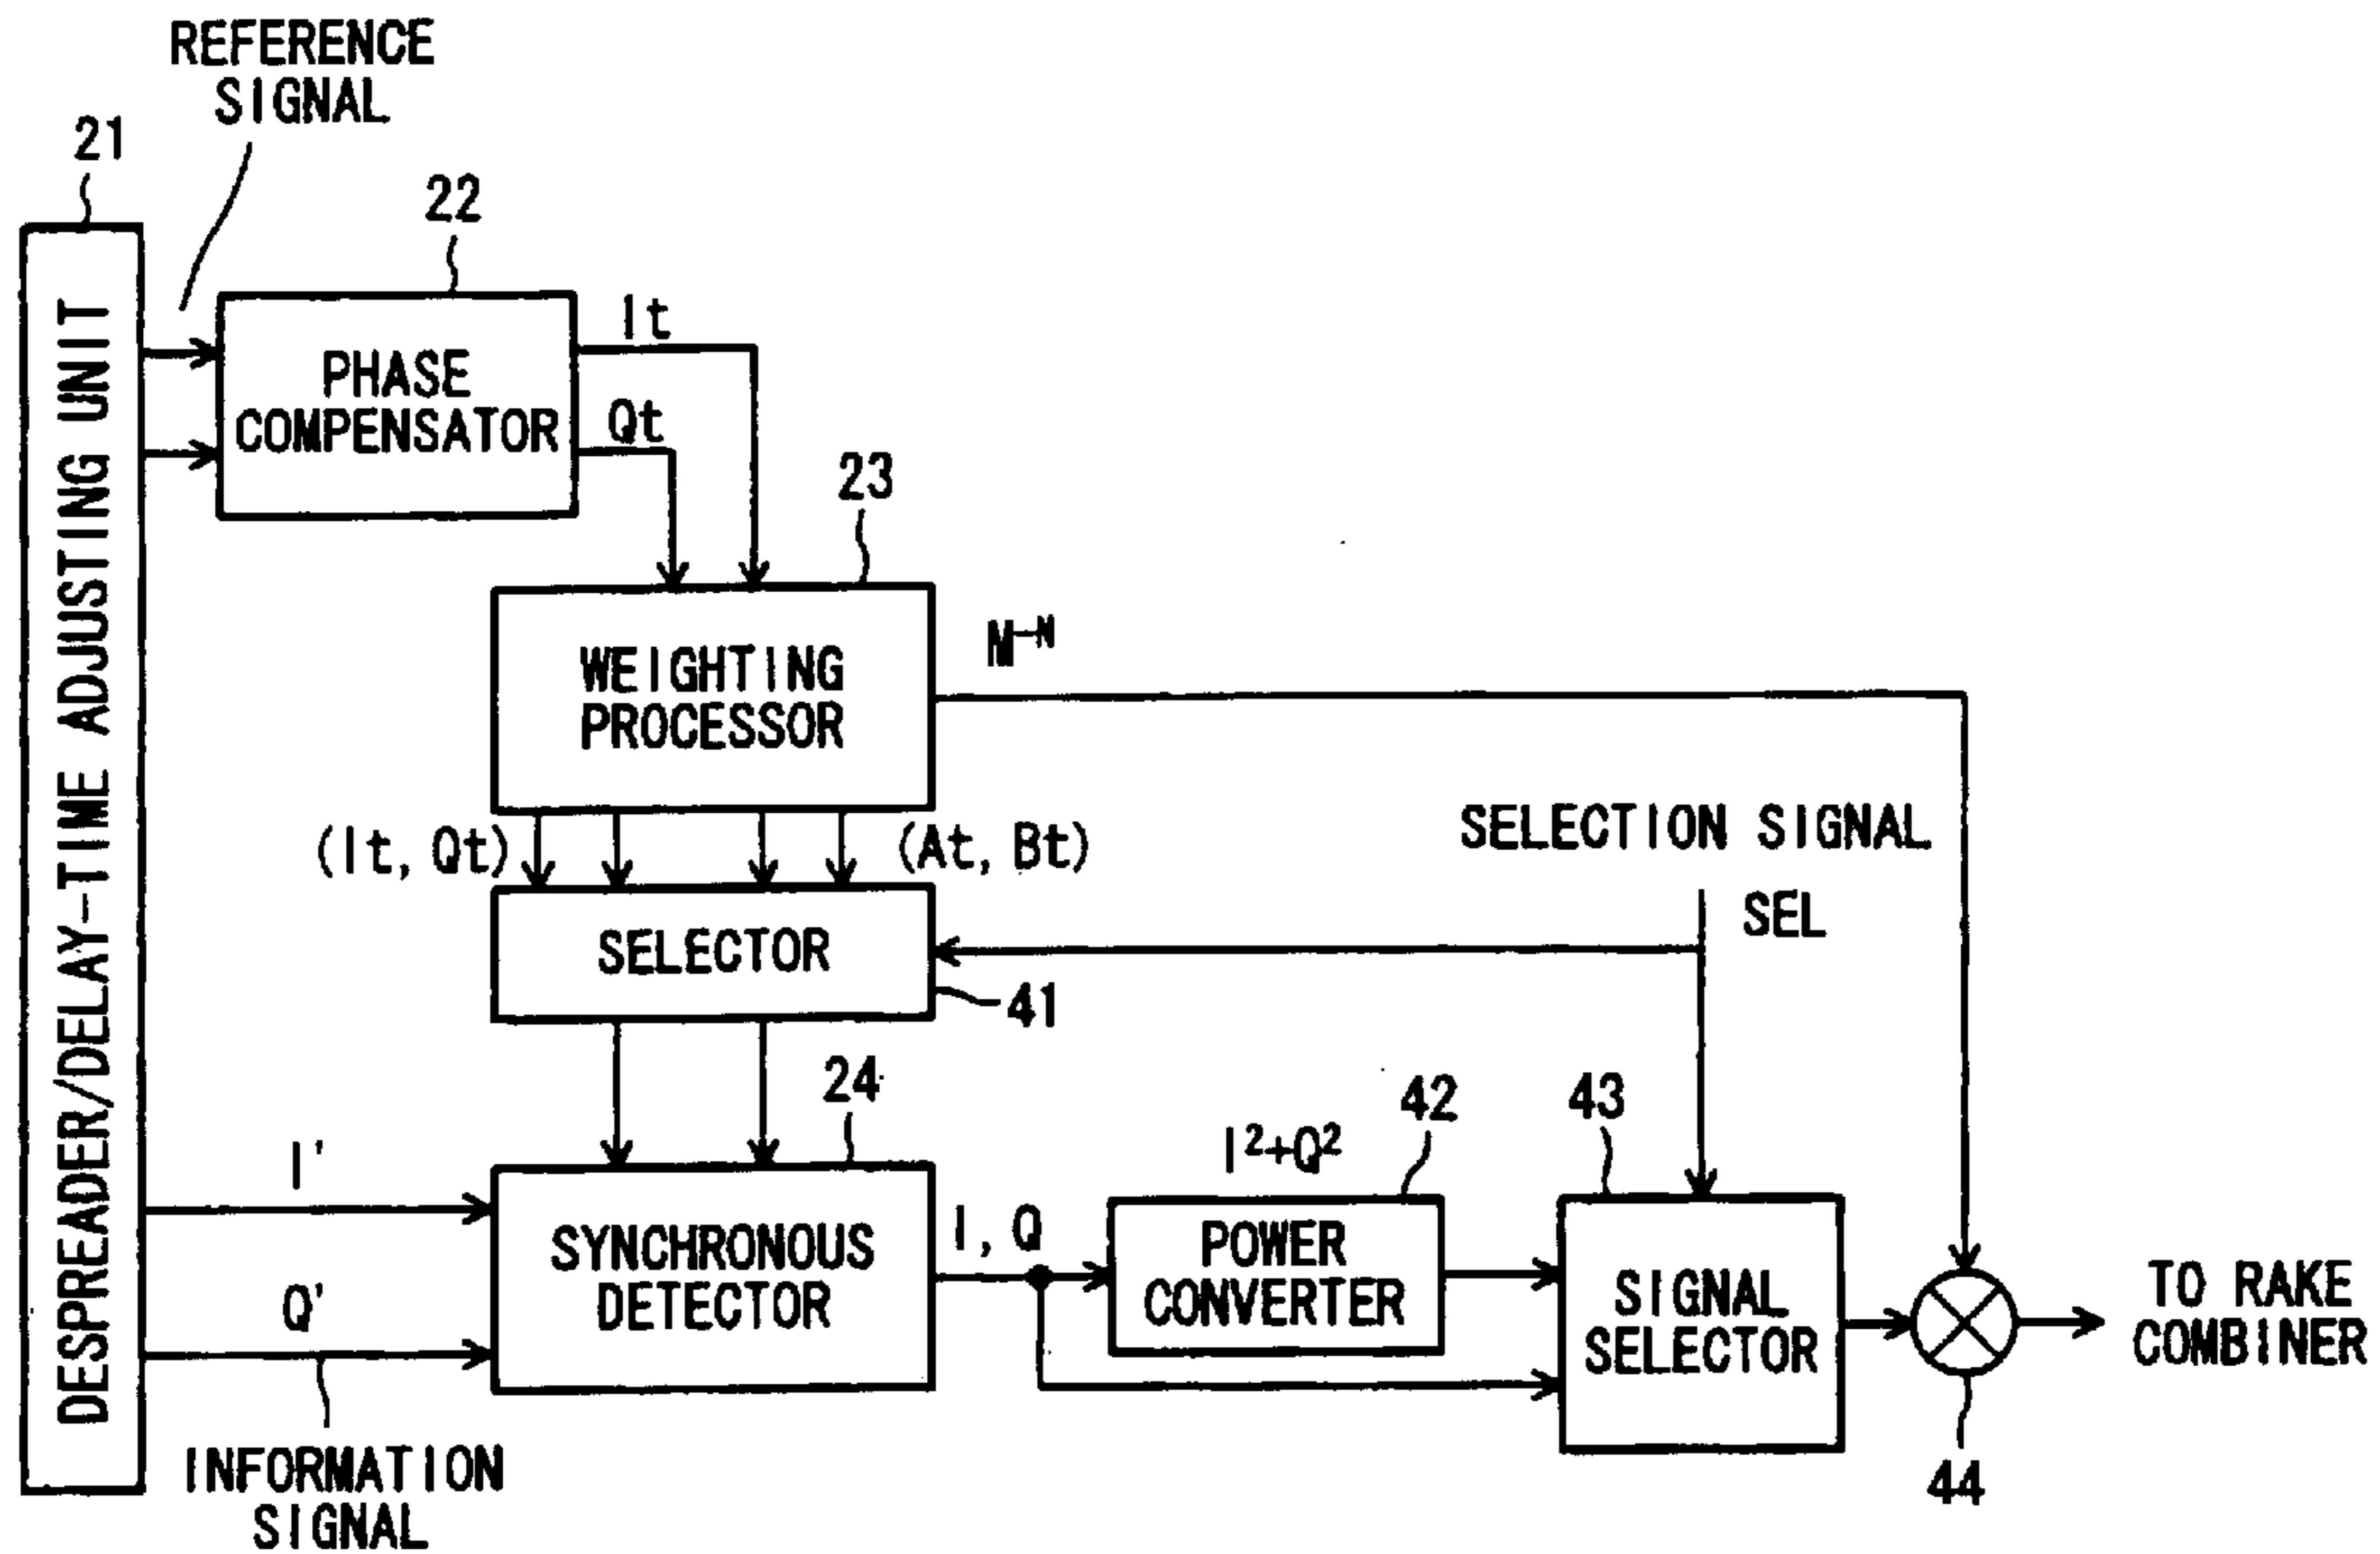 REFERENCE
SIGNAL
21
22
DESPREADER/DELAY-TIME ADJUSTING UNIT
PHASE
COMPENSATOR
It
Qt
23
WEIGHTING
PROCESSOR
M⁻ᴺ
(It, Qt)
(At, Bt)
SELECTION SIGNAL
SEL
SELECTOR
41
24
42
43
I'
I²+Q²
SYNCHRONOUS
DETECTOR
I, Q
POWER
CONVERTER
SIGNAL
SELECTOR
TO RAKE
COMBINER
Q'
INFORMATION
SIGNAL
44